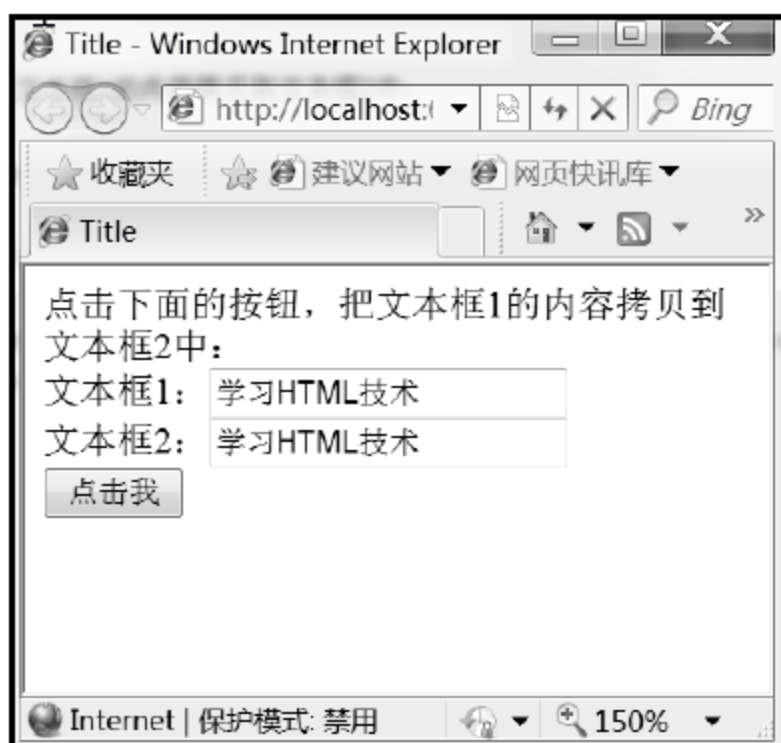 Title - Windows Internet Explorer
http://localhost:
Bing
收藏夹 建议网站 网页快讯库
Title
点击下面的按钮，把文本框1的内容拷贝到
文本框2中：
文本框1： 学习HTML技术
文本框2： 学习HTML技术
点击我
Internet | 保护模式: 禁用 150%